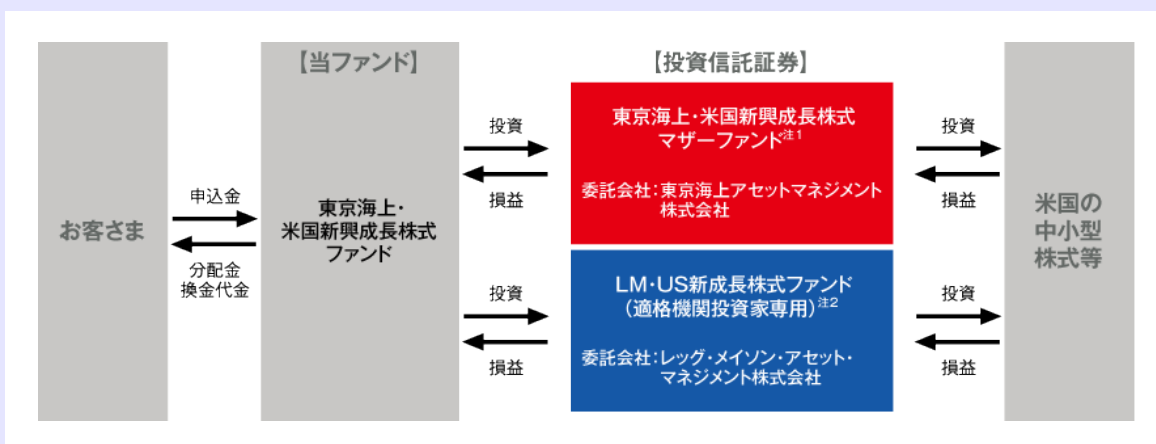 お客さま
申込金
分配金
換金代金
【当ファンド】
東京海上・
米国新興成長株式
ファンド
投資
損益
投資
損益
【投資信託証券】
東京海上・米国新興成長株式
マザーファンド注1
委託会社：東京海上アセットマネジメント
株式会社
LM・US新成長株式ファンド
（適格機関投資家専用）注2
委託会社：レッグ・メイソン・アセット・
マネジメント株式会社
投資
損益
投資
損益
米国の
中小型
株式等